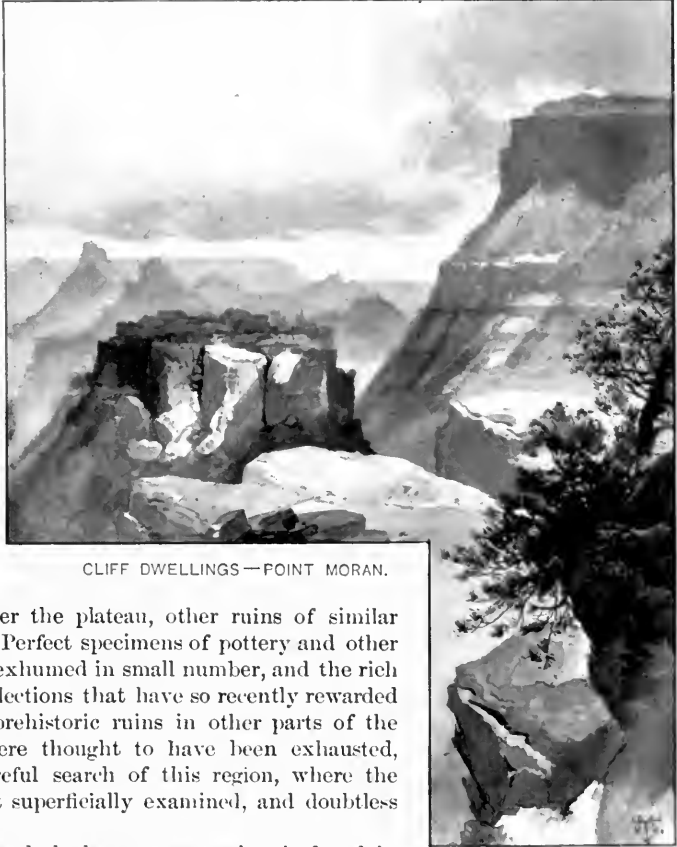 CLIFF DWELLINGS—POINT MORAN.
er the plateau, other ruins of similar
Perfect specimens of pottery and other
exhumed in small number, and the rich
lections that have so recently rewarded
prehistoric ruins in other parts of the
ere thought to have been exhausted,
eful search of this region, where the
superficially examined, and doubtless